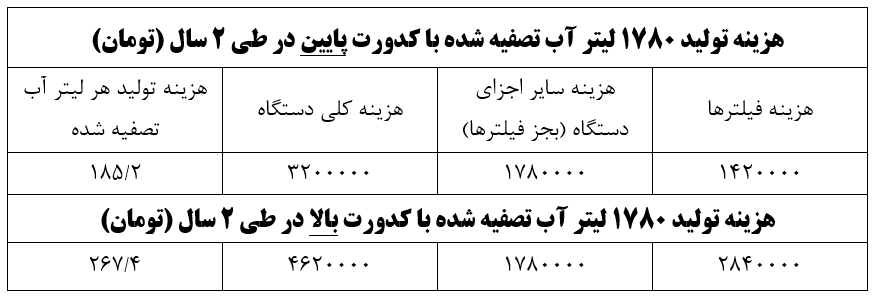 هزینه تولید ۱۷۸۰ لیتر آب تصفیه شده با کدورت پایین در طی ۲ سال (تومان)
هزینه فیلترها
هزینه سایر اجزای
دستگاه (بجز فیلترها)
هزینه کلی دستگاه
هزینه تولید هر لیتر آب
تصفیه شده
۱۴۲۰۰۰۰ ۱۷۸۰۰۰۰ ۳۲۰۰۰۰۰ ۱۸۵/۲
هزینه تولید ۱۷۸۰ لیتر آب تصفیه شده با کدورت بالا در طی ۲ سال (تومان)
۲۸۴۰۰۰۰ ۱۷۸۰۰۰۰ ۴۶۲۰۰۰۰ ۲۶۷/۴